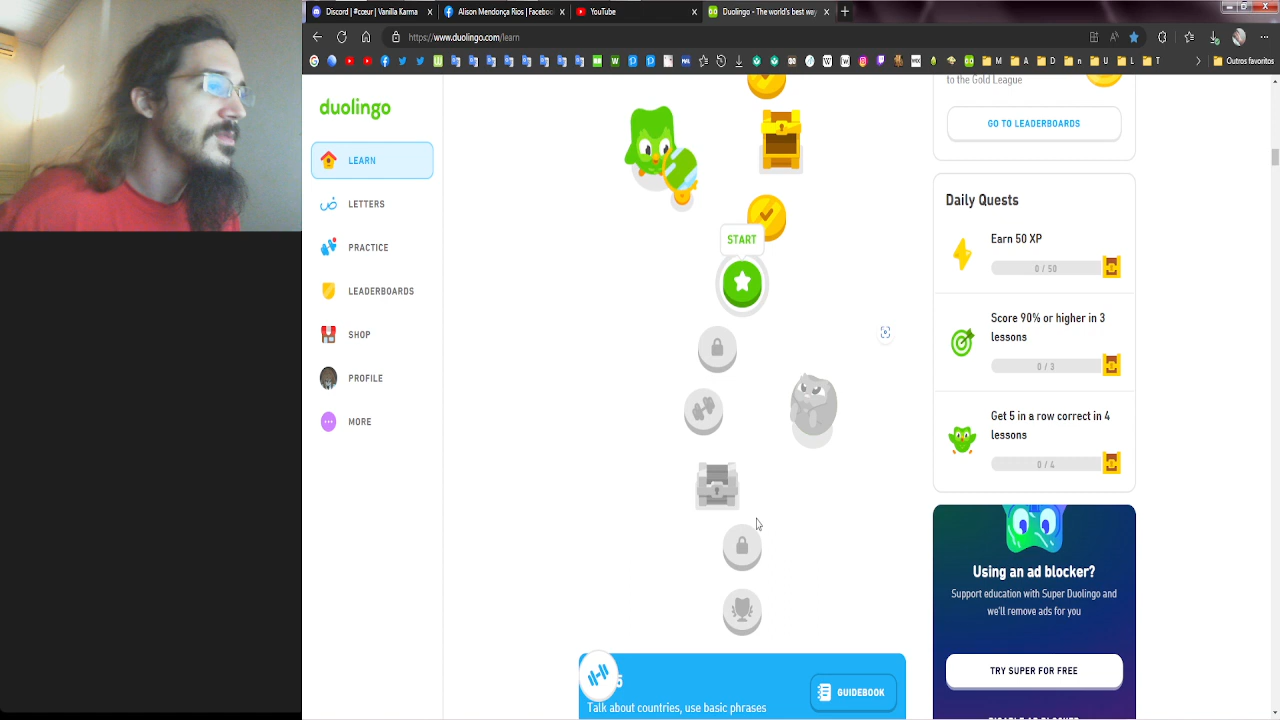 Discord | #cœur | Vanilla Karma
Alison Mendonça Rios | Facebook
YouTube
Duolingo - The world's best way
https://www.duolingo.com/learn
M
A
D
n
U
L
T
Outros favoritos
duolingo
LEARN
ض
LETTERS
PRACTICE
LEADERBOARDS
SHOP
PROFILE
MORE
START
to the Gold League
GO TO LEADERBOARDS
Daily Quests
Earn 50 XP
0 / 50
Score 90% or higher in 3
lessons
0 / 3
Get 5 in a row correct in 4
lessons
0 / 4
Using an ad blocker?
Support education with Super Duolingo and
we'll remove ads for you
TRY SUPER FOR FREE
Talk about countries, use basic phrases
GUIDEBOOK